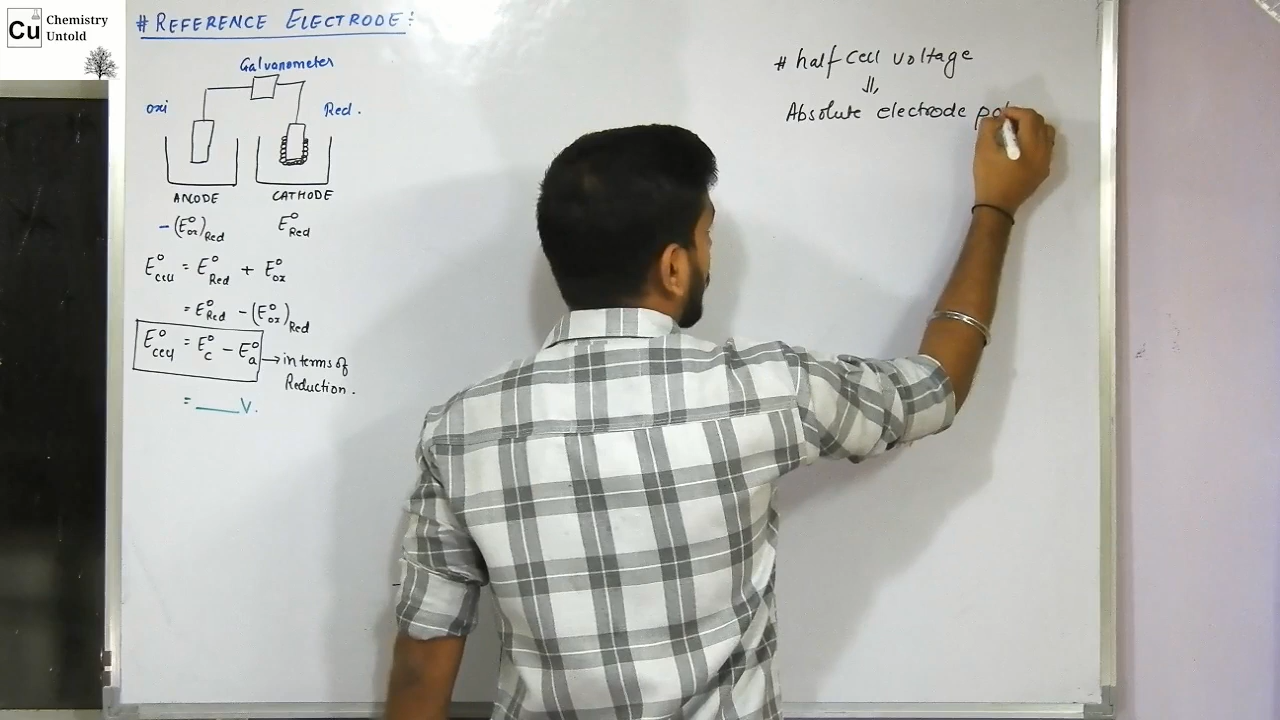 Cu
Chemistry
Untold
# REFERENCE ELECTRODE:
Galvanometer
oxi
Red.
ANODE
CATHODE
- (E°ox)Red
E°Red
E°cell = E°Red + E°ox
= E°Red - (E°ox)Red
E°cell = E°c - E°a → in terms of
Reduction.
= ____ V.
# half cell voltage
⇓
Absolute electrode